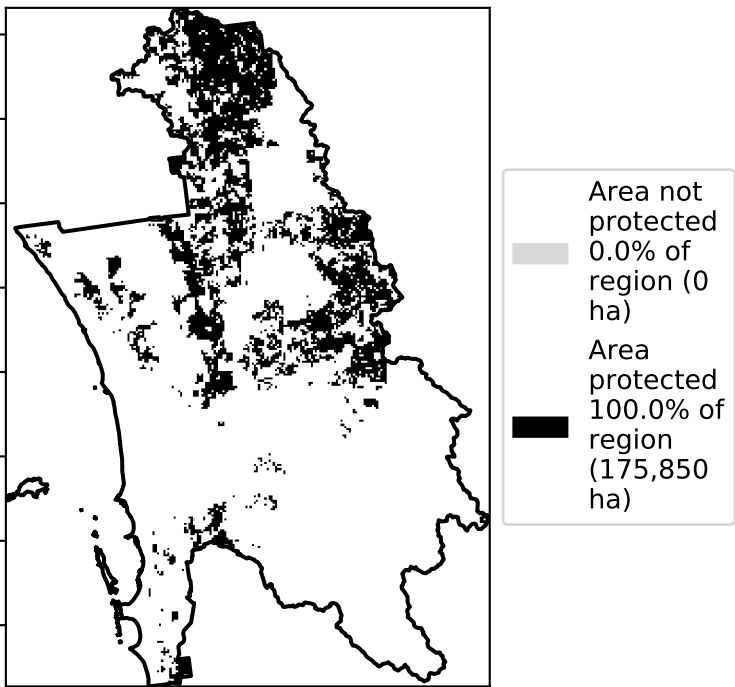 Area not
protected
0.0% of
region (0
ha)
Area
protected
100.0% of
region
(175,850
ha)